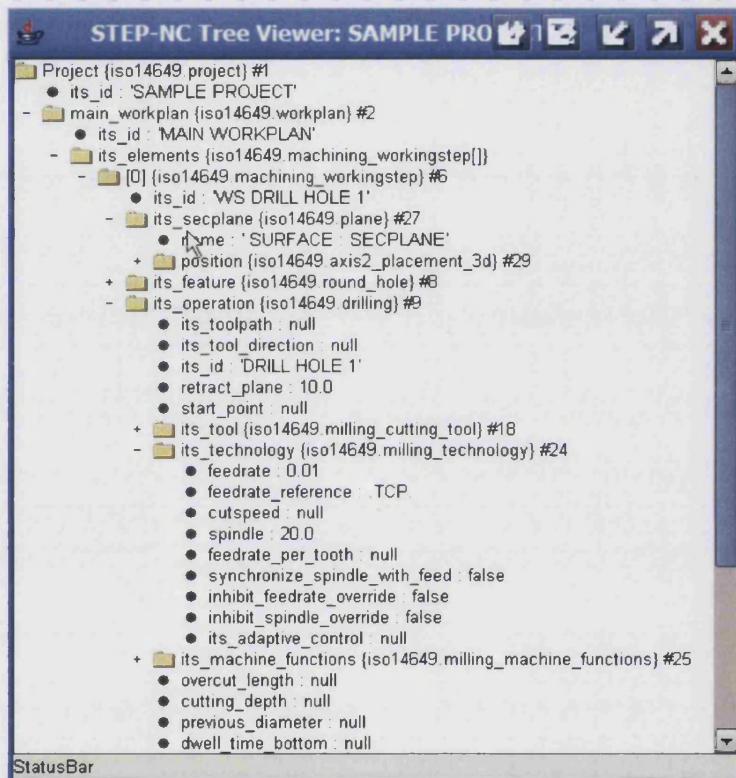 STEP-NC Tree Viewer: SAMPLE PRO
Project {iso14649.project} #1
its_id : 'SAMPLE PROJECT'
- main_workplan {iso14649.workplan} #2
its_id : 'MAIN WORKPLAN'
- its_elements {iso14649.machining_workingstep[]}
- [0] {iso14649.machining_workingstep} #6
its_id : 'WS DRILL HOLE 1'
- its_secplane {iso14649.plane} #27
name : ' SURFACE : SECPLANE'
+ position {iso14649.axis2_placement_3d} #29
+ its_feature {iso14649.round_hole} #8
- its_operation {iso14649.drilling} #9
its_toolpath : null
its_tool_direction : null
its_id : 'DRILL HOLE 1'
retract_plane : 10.0
start_point : null
+ its_tool {iso14649.milling_cutting_tool} #18
- its_technology {iso14649.milling_technology} #24
feedrate : 0.01
feedrate_reference : .TCP.
cutspeed : null
spindle : 20.0
feedrate_per_tooth : null
synchronize_spindle_with_feed : false
inhibit_feedrate_override : false
inhibit_spindle_override : false
its_adaptive_control : null
+ its_machine_functions {iso14649.milling_machine_functions} #25
overcut_length : null
cutting_depth : null
previous_diameter : null
dwell_time_bottom : null
StatusBar